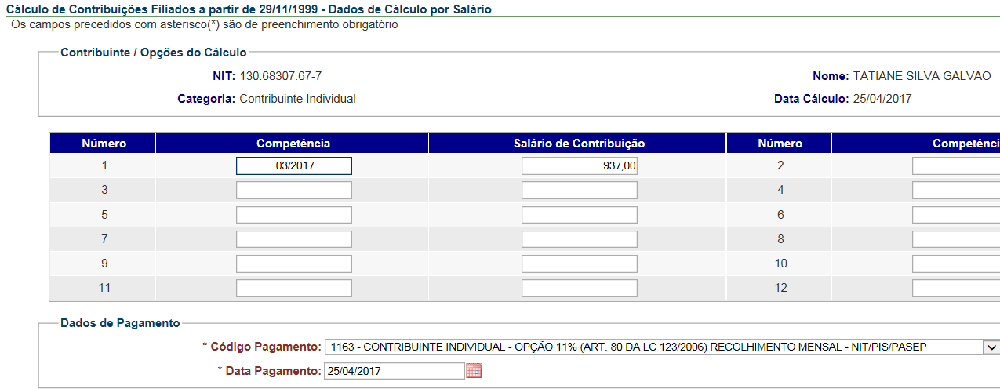 Cálculo de Contribuições Filiados a partir de 29/11/1999 - Dados de Cálculo por Salário
Os campos precedidos com asterisco(*) são de preenchimento obrigatório
Contribuinte / Opções do Cálculo
NIT: 130.68307.67-7 Nome: TATIANE SILVA GALVAO
Categoria: Contribuinte Individual Data Cálculo: 25/04/2017
Número Competência Salário de Contribuição Número Competênci
1 03/2017 937,00 2
3 4
5 6
7 8
9 10
11 12
Dados de Pagamento
* Código Pagamento: 1163 - CONTRIBUINTE INDIVIDUAL - OPÇÃO 11% (ART. 80 DA LC 123/2006) RECOLHIMENTO MENSAL - NIT/PIS/PASEP
* Data Pagamento: 25/04/2017